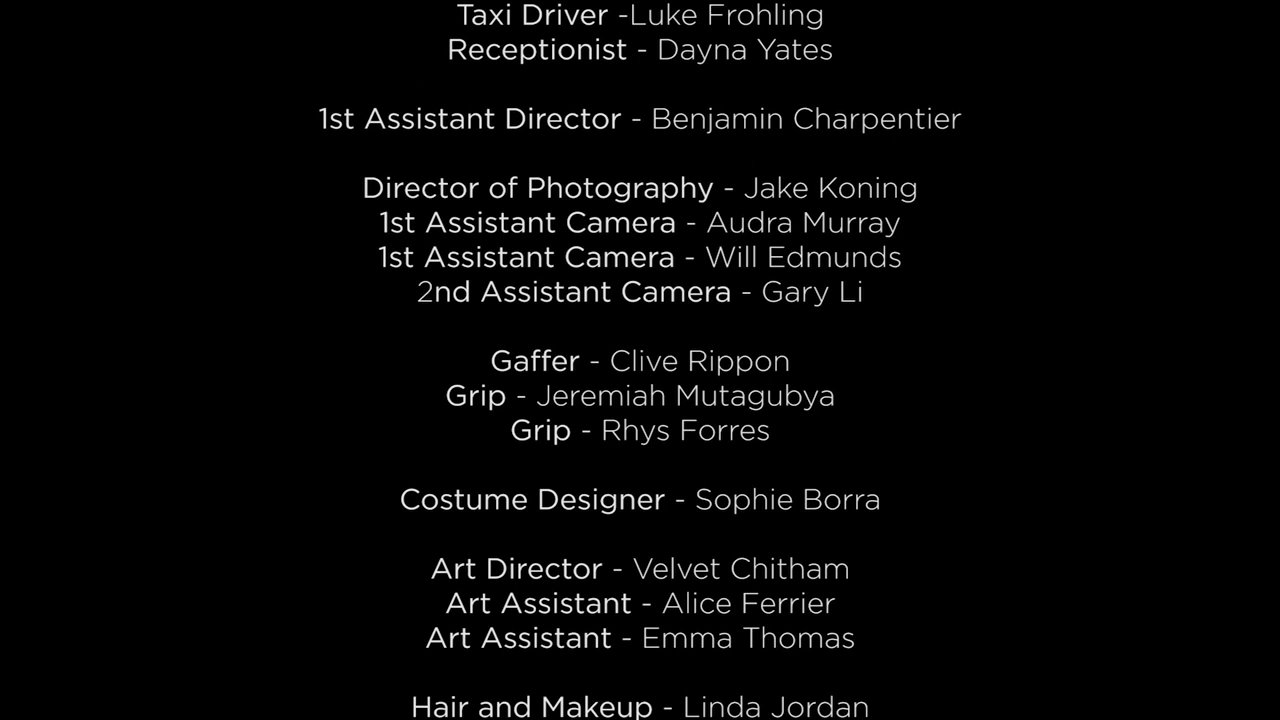 Taxi Driver -Luke Frohling
Receptionist - Dayna Yates
1st Assistant Director - Benjamin Charpentier
Director of Photography - Jake Koning
1st Assistant Camera - Audra Murray
1st Assistant Camera - Will Edmunds
2nd Assistant Camera - Gary Li
Gaffer - Clive Rippon
Grip - Jeremiah Mutagubya
Grip - Rhys Forres
Costume Designer - Sophie Borra
Art Director - Velvet Chitham
Art Assistant - Alice Ferrier
Art Assistant - Emma Thomas
Hair and Makeup - Linda Jordan